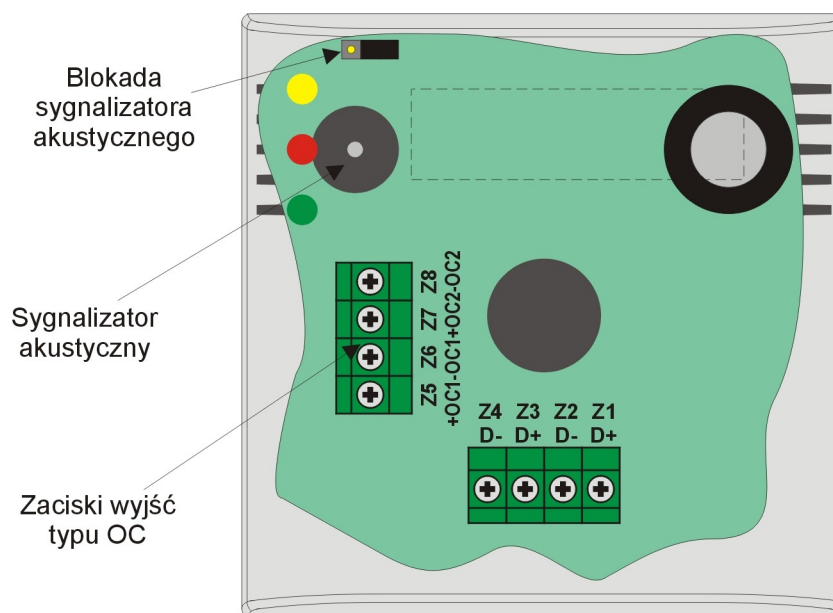 Blokada
sygnalizatora
akustycznego
Sygnalizator
akustyczny
Zaciski wyjść
typu OC
Z5 Z6 Z7 Z8
+OC1-OC1+OC2-OC2
Z4 Z3 Z2 Z1
D- D+ D- D+